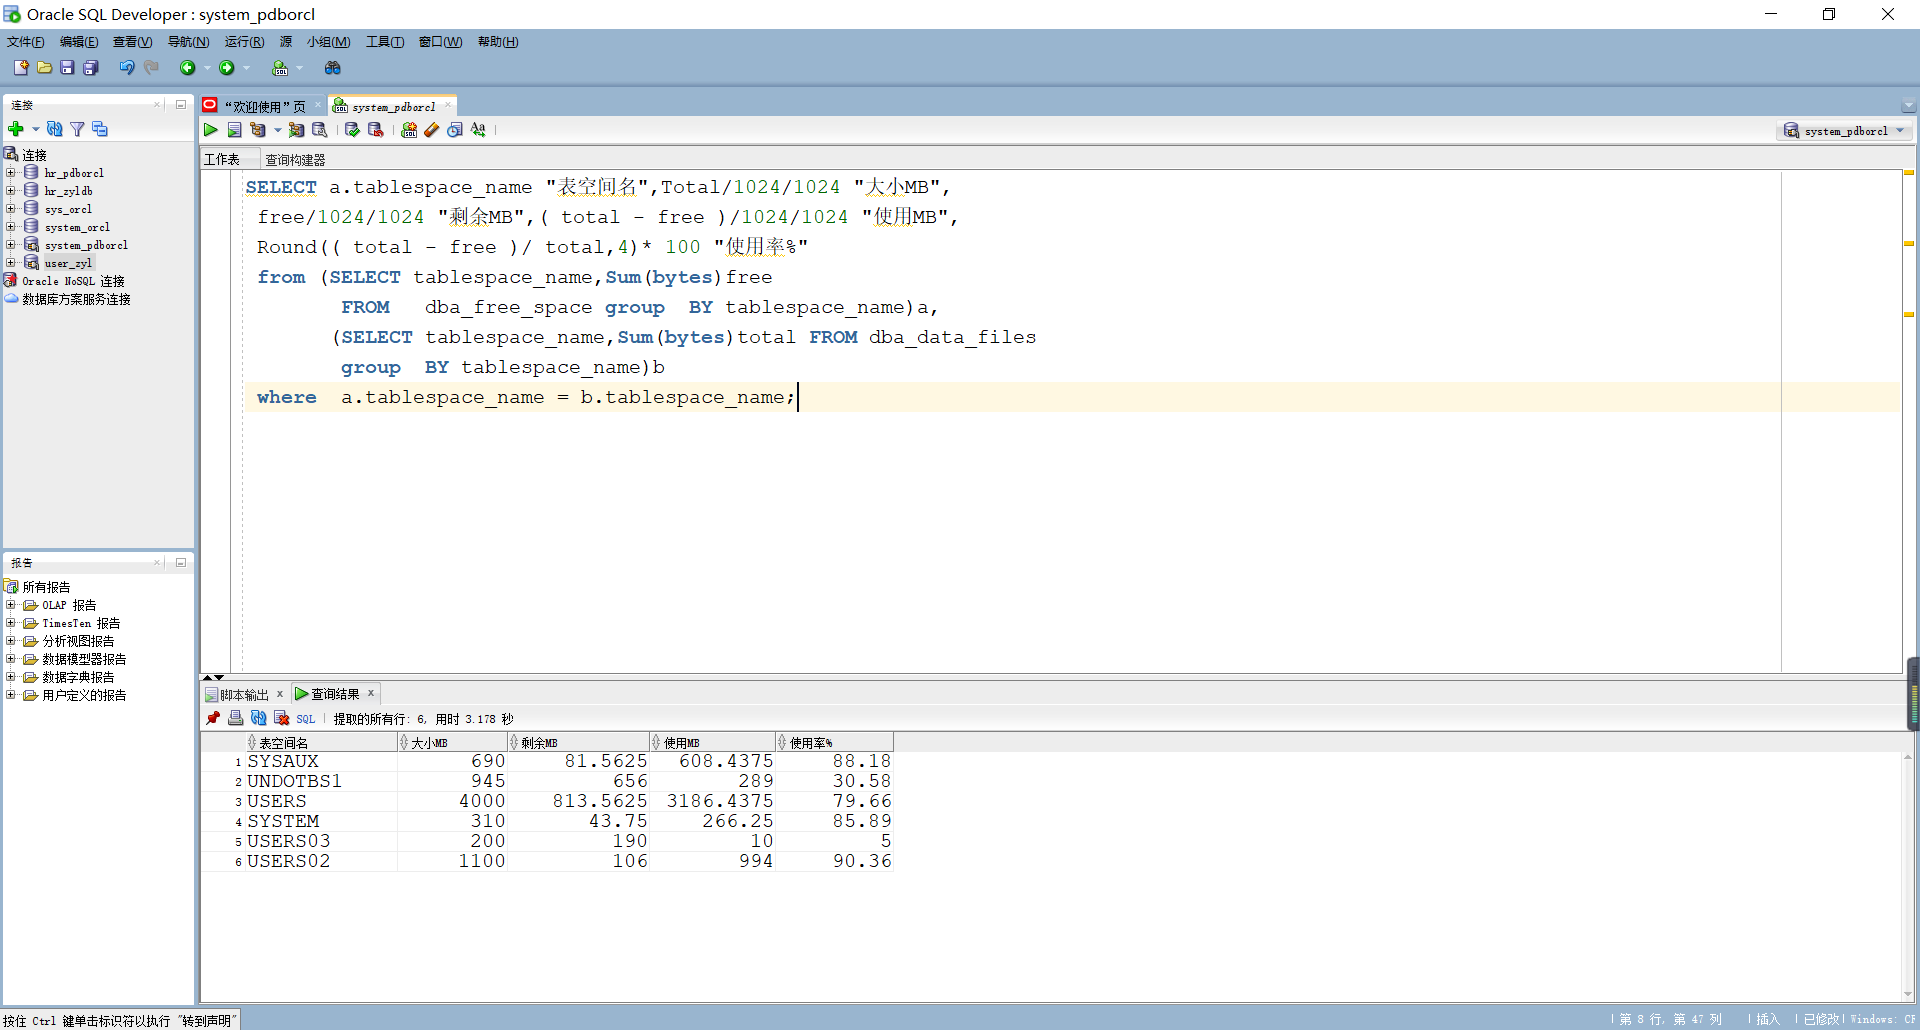 Oracle SQL Developer : system_pdborcl
文件(F) 编辑(E) 查看(V) 导航(N) 运行(R) 源 小组(M) 工具(T) 窗口(W) 帮助(H)
连接
连接
hr_pdborcl
hr_zyldb
sys_orcl
system_orcl
system_pdborcl
user_zyl
Oracle NoSQL 连接
数据库方案服务连接
报告
所有报告
OLAP 报告
TimesTen 报告
分析视图报告
数据模型器报告
数据字典报告
用户定义的报告
“欢迎使用”页 system_pdborcl
system_pdborcl
工作表 查询构建器
SELECT a.tablespace_name "表空间名",Total/1024/1024 "大小MB",
free/1024/1024 "剩余MB",( total - free )/1024/1024 "使用MB",
Round(( total - free )/ total,4)* 100 "使用率%"
from (SELECT tablespace_name,Sum(bytes)free
FROM   dba_free_space group  BY tablespace_name)a,
(SELECT tablespace_name,Sum(bytes)total FROM dba_data_files
group  BY tablespace_name)b
where  a.tablespace_name = b.tablespace_name;
脚本输出 x 查询结果 x
SQL | 提取的所有行: 6, 用时 3.178 秒
表空间名 大小MB 剩余MB 使用MB 使用率%
1 SYSAUX 690 81.5625 608.4375 88.18
2 UNDOTBS1 945 656 289 30.58
3 USERS 4000 813.5625 3186.4375 79.66
4 SYSTEM 310 43.75 266.25 85.89
5 USERS03 200 190 10 5
6 USERS02 1100 106 994 90.36
按住 Ctrl 键单击标识符以执行 "转到声明"
第 8 行, 第 47 列 | 插入 | 已修改 | Windows: CF